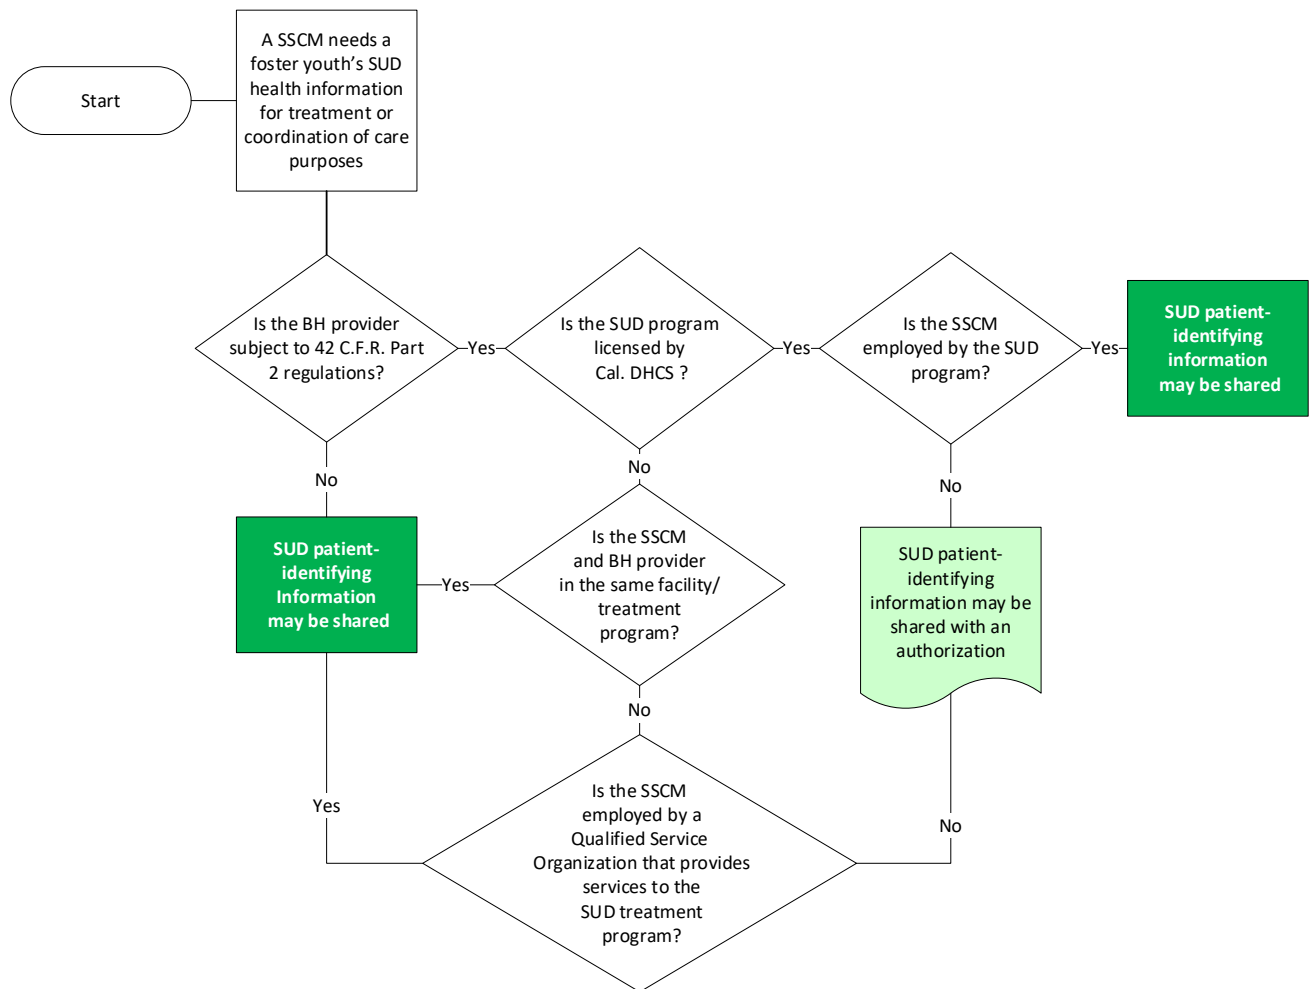 Start
A SSCM needs a
foster youth's SUD
health information
for treatment or
coordination of care
purposes
Is the BH provider
subject to 42 C.F.R. Part
2 regulations?
Yes
Is the SUD program
licensed by
Cal. DHCS ?
Yes
Is the SSCM
employed by the SUD
program?
Yes
SUD patient-
identifying
information
may be shared
No
No
No
SUD patient-
identifying
Information
may be shared
Yes
Is the SSCM
and BH provider
in the same facility/
treatment
program?
SUD patient-
identifying
information may be
shared with an
authorization
No
Yes
Is the SSCM
employed by a
Qualified Service
Organization that provides
services to the
SUD treatment
program?
No